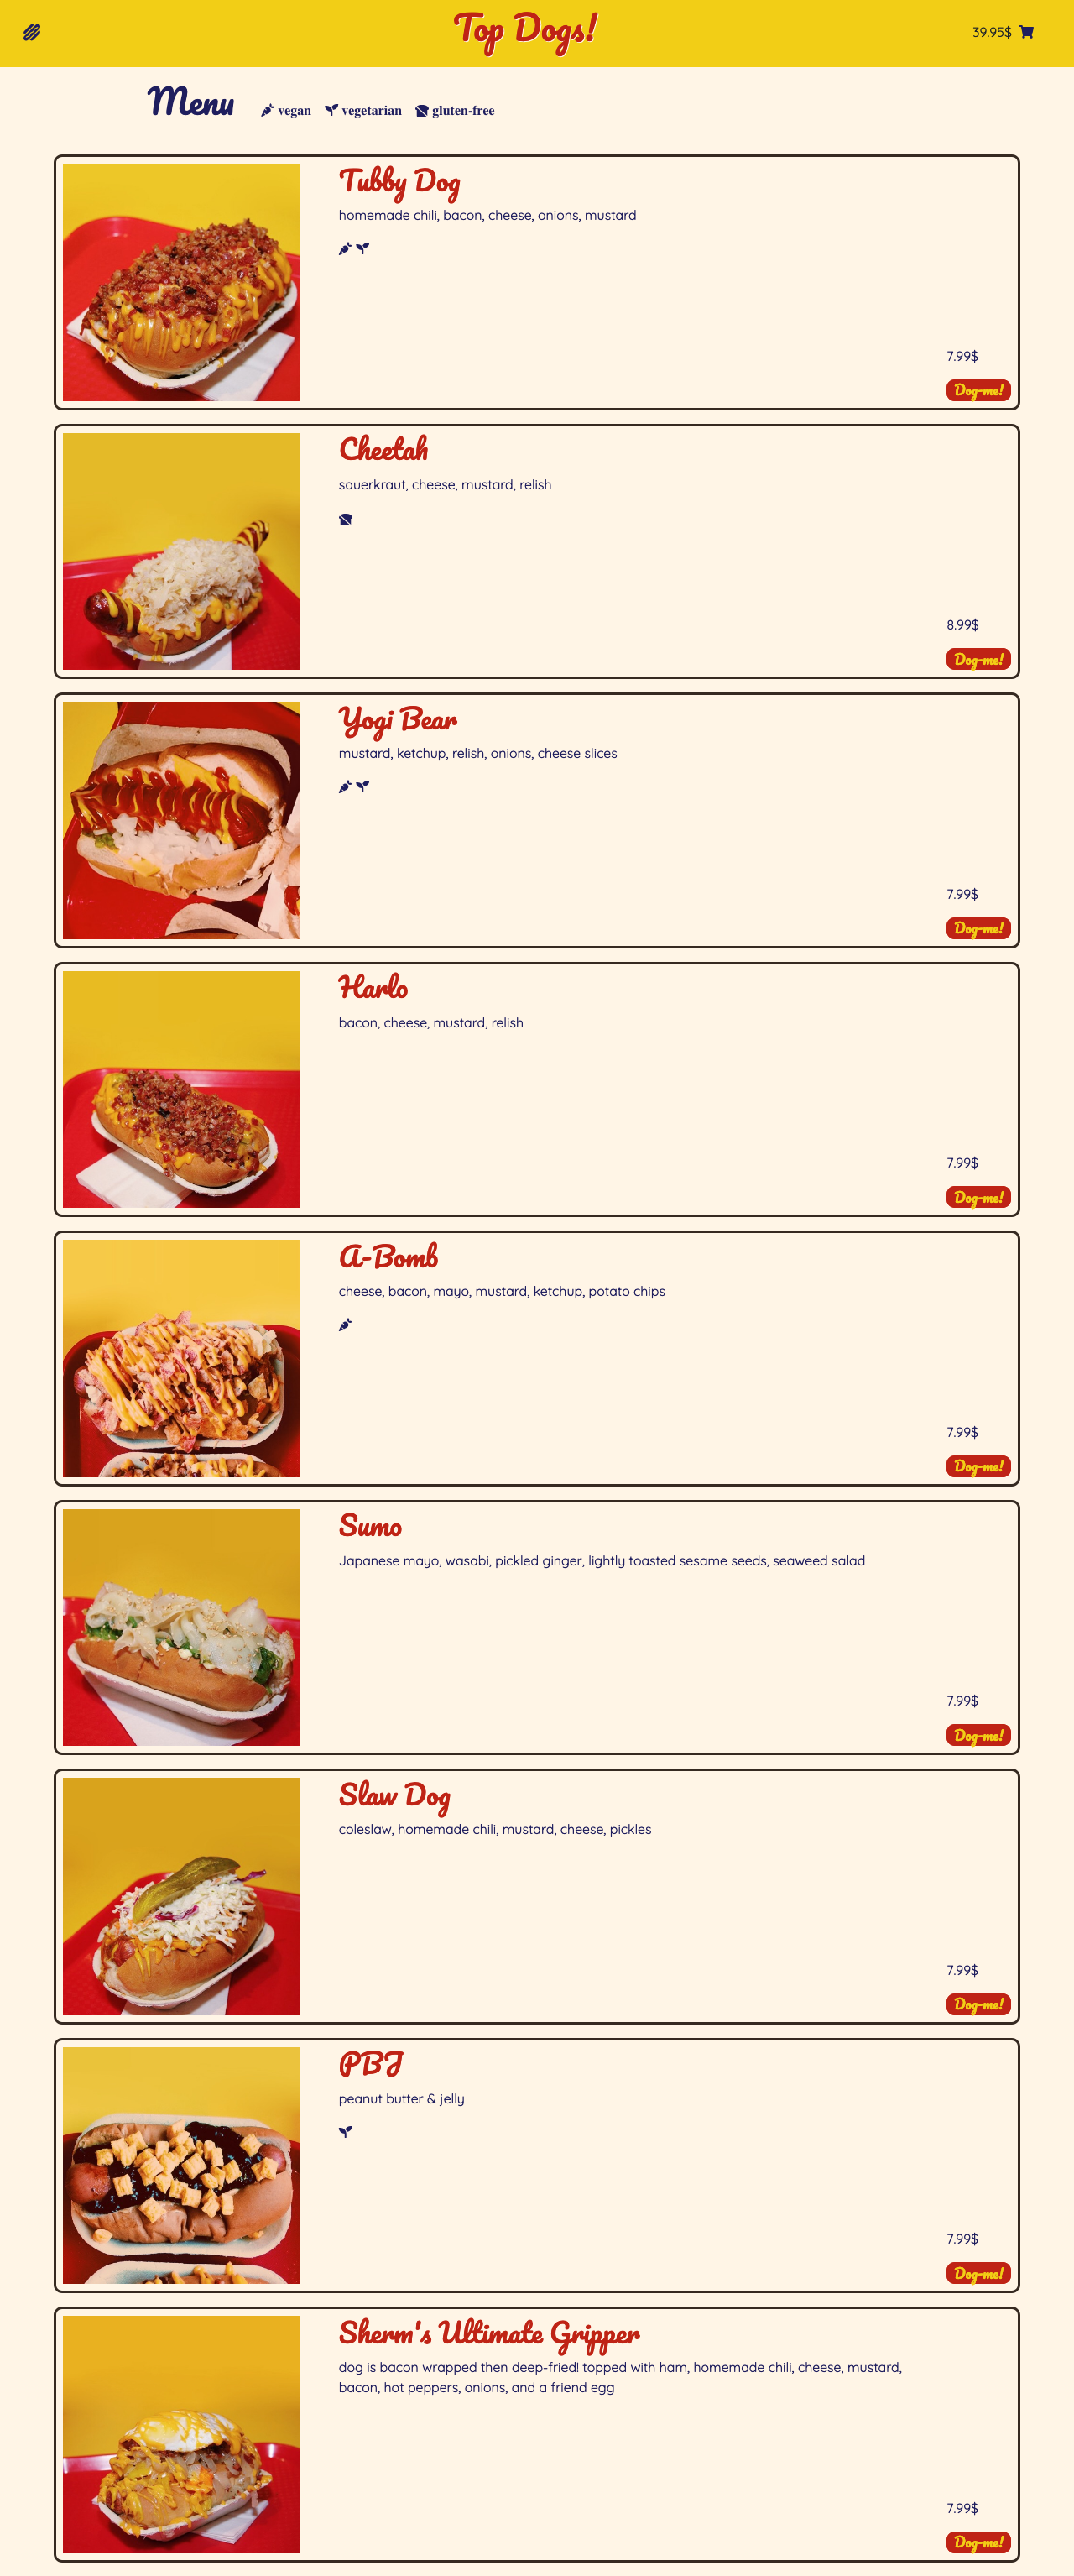 Top Dogs!
39.95$
Menu
vegan
vegetarian
gluten-free
Tubby Dog
homemade chili, bacon, cheese, onions, mustard
7.99$
Dog-me!
Cheetah
sauerkraut, cheese, mustard, relish
8.99$
Dog-me!
Yogi Bear
mustard, ketchup, relish, onions, cheese slices
7.99$
Dog-me!
Harlo
bacon, cheese, mustard, relish
7.99$
Dog-me!
A-Bomb
cheese, bacon, mayo, mustard, ketchup, potato chips
7.99$
Dog-me!
Sumo
Japanese mayo, wasabi, pickled ginger, lightly toasted sesame seeds, seaweed salad
7.99$
Dog-me!
Slaw Dog
coleslaw, homemade chili, mustard, cheese, pickles
7.99$
Dog-me!
PBJ
peanut butter & jelly
7.99$
Dog-me!
Sherm's Ultimate Gripper
dog is bacon wrapped then deep-fried! topped with ham, homemade chili, cheese, mustard,
bacon, hot peppers, onions, and a friend egg
7.99$
Dog-me!